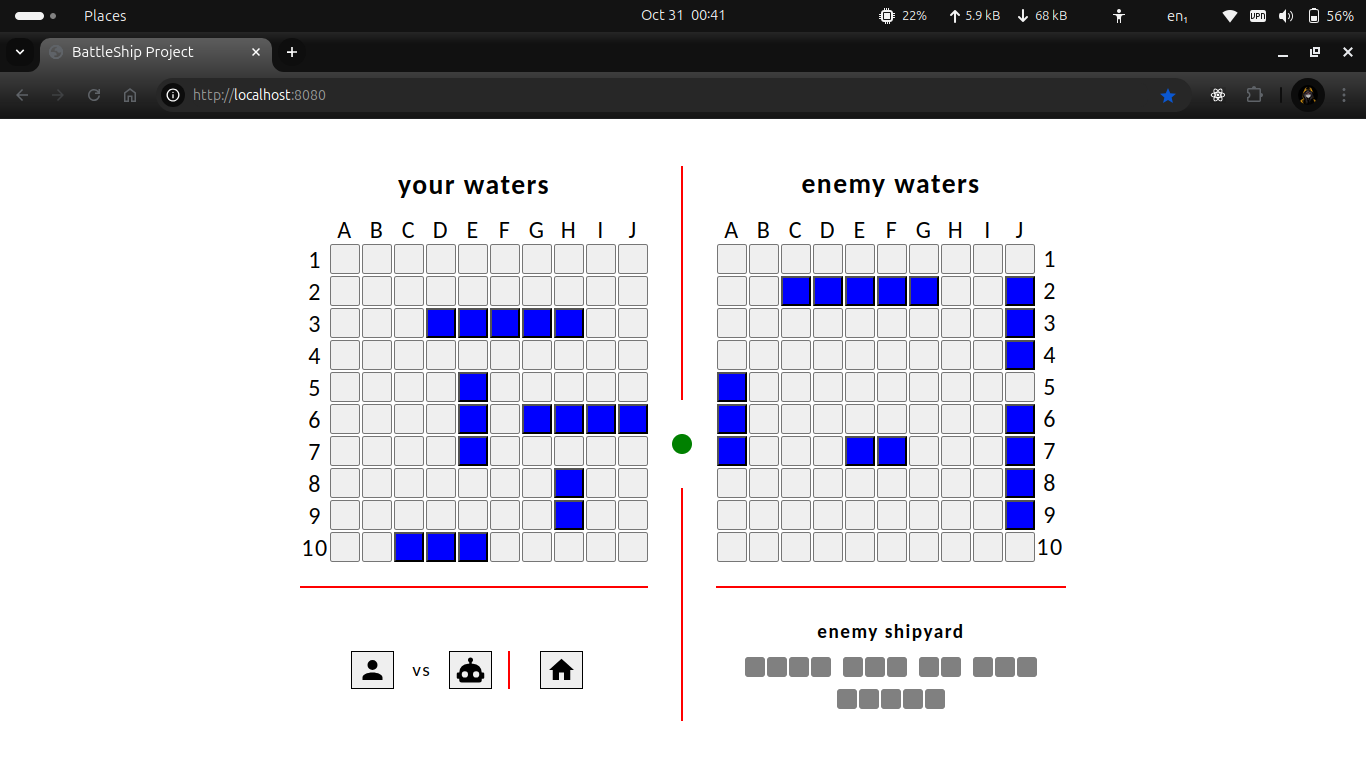 Places Oct 31 00:41 22% 5.9 kB 68 kB en₁ VPN 56%
BattleShip Project
http://localhost:8080
your waters enemy waters
A B C D E F G H I J A B C D E F G H I J
1 1
2 2
3 3
4 4
5 5
6 6
7 7
8 8
9 9
10 10
enemy shipyard
vs